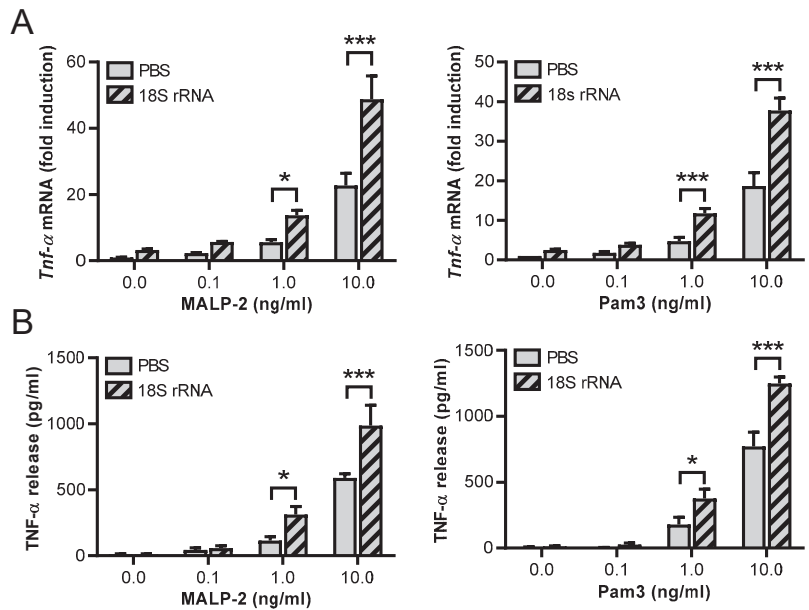 A
Tnf-α mRNA (fold induction)
60
40
20
0
PBS
18S rRNA
*
***
0.0 0.1 1.0 10.0
MALP-2 (ng/ml)
Tnf-α mRNA (fold induction)
50
40
30
20
10
0
PBS
18s rRNA
***
***
0.0 0.1 1.0 10.0
Pam3 (ng/ml)
B
TNF-α release (pg/ml)
1500
1000
500
0
PBS
18S rRNA
*
***
0.0 0.1 1.0 10.0
MALP-2 (ng/ml)
TNF-α release (pg/ml)
1500
1000
500
0
PBS
18S rRNA
*
***
0.0 0.1 1.0 10.0
Pam3 (ng/ml)